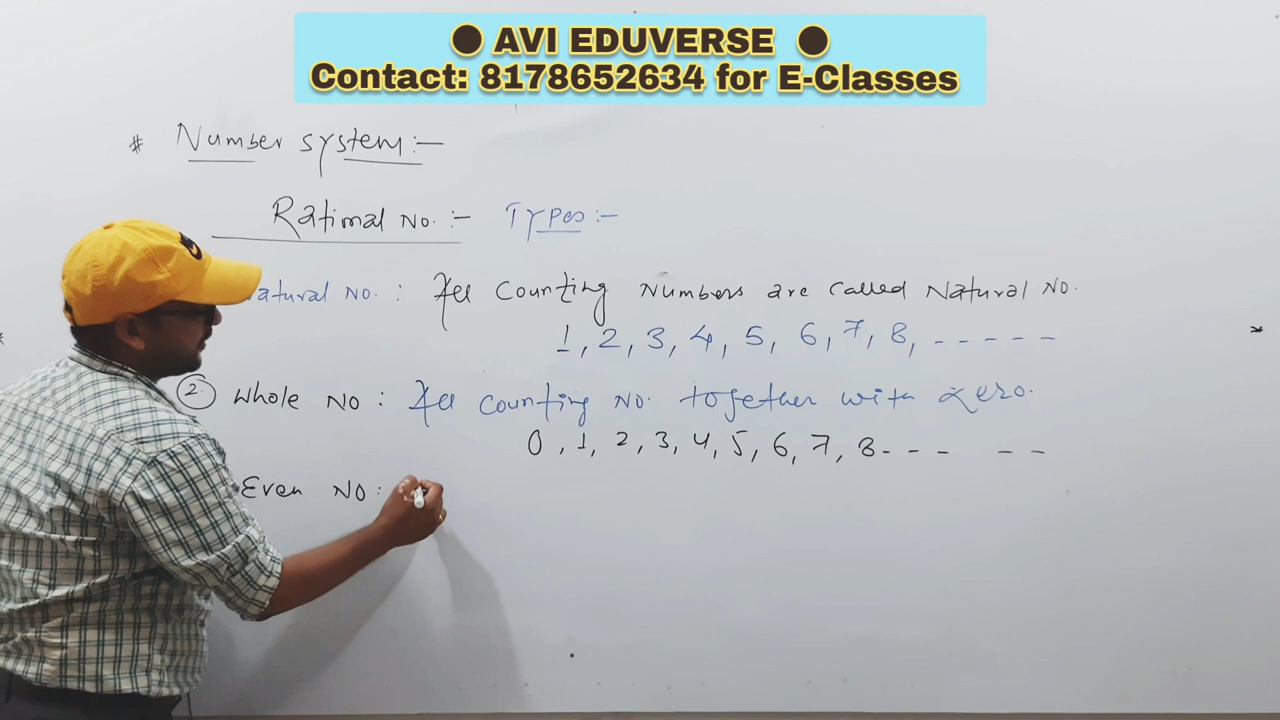 ● AVI EDUVERSE ●
Contact: 8178652634 for E-Classes
# Number system:-
Rational No.:- Types:-
atural No.: All Counting Numbers are Called Natural No.
1, 2, 3, 4, 5, 6, 7, 8, -----
2. Whole No: All Counting No. together with zero.
0, 1, 2, 3, 4, 5, 6, 7, 8--- --
Even No: